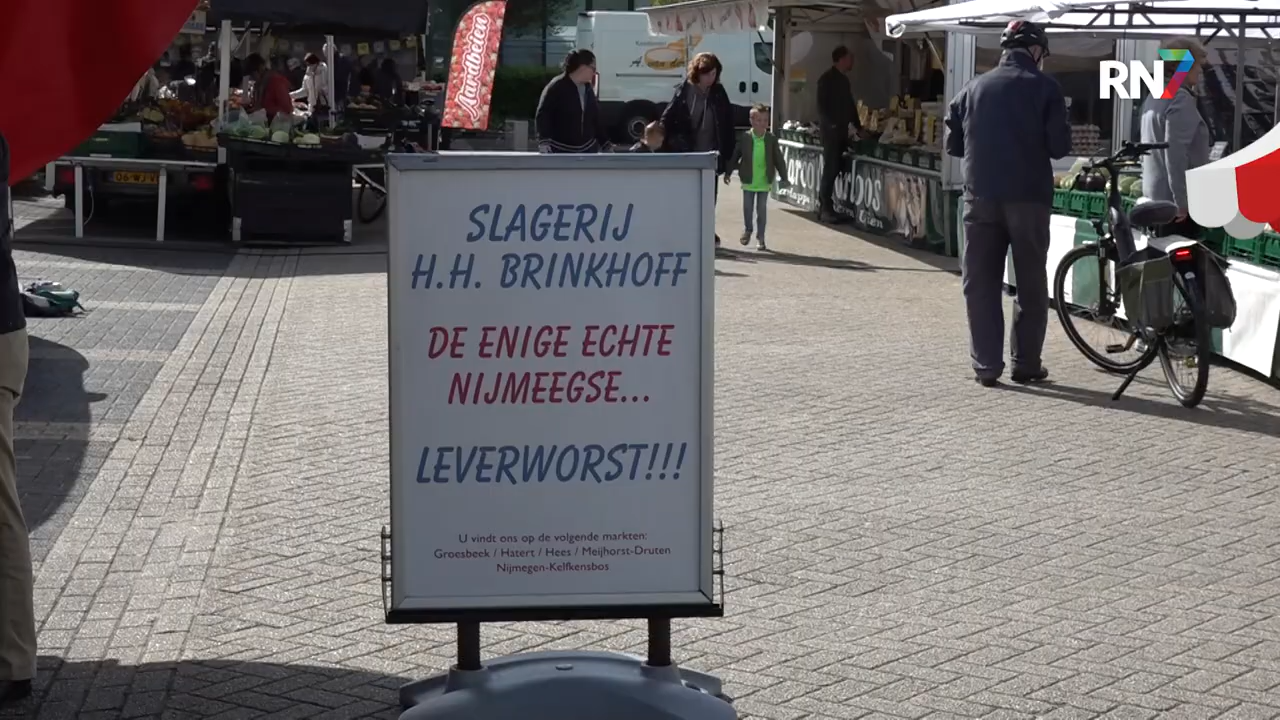 Aardbeien
RN7
SLAGERIJ
H.H. BRINKHOFF
DE ENIGE ECHTE
NIJMEEGSE...
LEVERWORST!!!
U vindt ons op de volgende markten:
Groesbeek / Hatert / Hees / Meijhorst-Druten
Nijmegen-Kelfkensbos